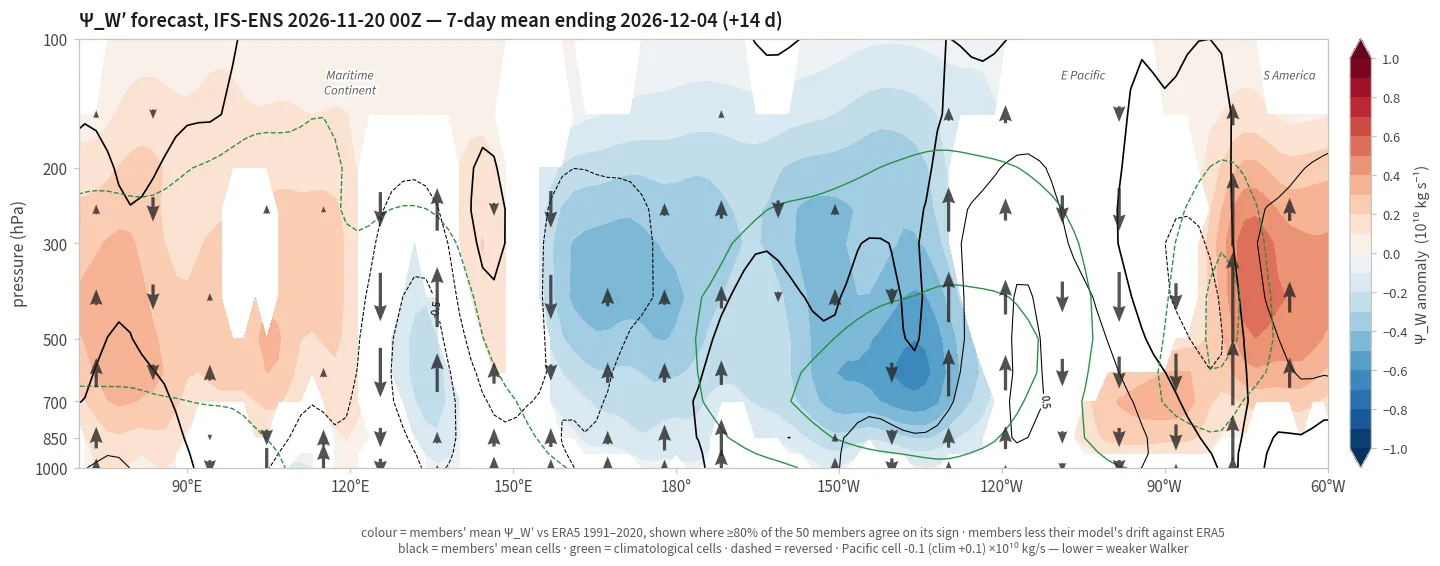 Ψ_W′ forecast, IFS-ENS 2026-11-20 00Z — 7-day mean ending 2026-12-04 (+14 d)
100
200
300
400
500
700
850
1000
pressure (hPa)
Maritime
Continent
E Pacific
S America
0.5
90°E
120°E
150°E
180°
150°W
120°W
90°W
60°W
1.0
0.8
0.6
0.4
0.2
0.0
−0.2
−0.4
−0.6
−0.8
−1.0
Ψ_W anomaly (10¹⁰ kg s⁻¹)
colour = members' mean Ψ_W′ vs ERA5 1991–2020, shown where ≥80% of the 50 members agree on its sign · members less their model's drift against ERA5
black = members' mean cells · green = climatological cells · dashed = reversed · Pacific cell -0.1 (clim +0.1) ×10¹⁰ kg/s — lower = weaker Walker